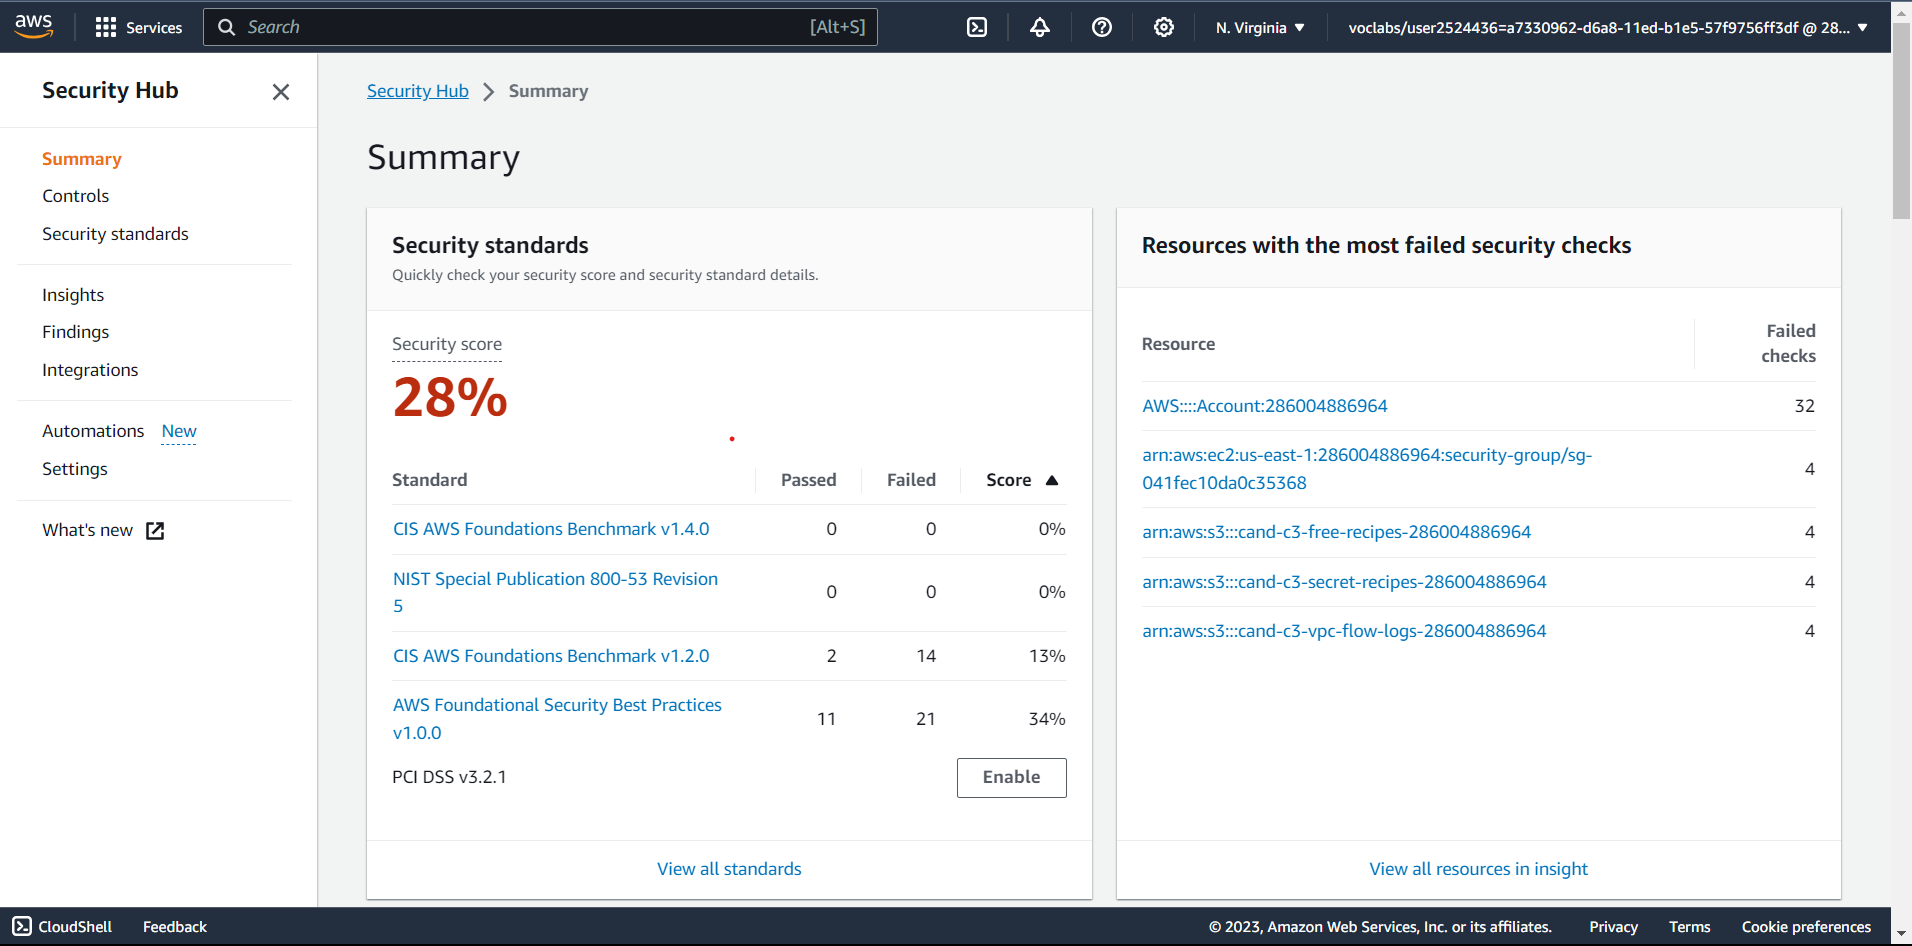 aws
Services
Search
[Alt+S]
N. Virginia
voclabs/user2524436=a7330962-d6a8-11ed-b1e5-57f9756ff3df @ 28...
Security Hub
Summary
Controls
Security standards
Insights
Findings
Integrations
Automations New
Settings
What's new
Security Hub Summary
Summary
Security standards
Quickly check your security score and security standard details.
Security score
28%
Standard Passed Failed Score
CIS AWS Foundations Benchmark v1.4.0 0 0 0%
NIST Special Publication 800-53 Revision
5 0 0 0%
CIS AWS Foundations Benchmark v1.2.0 2 14 13%
AWS Foundational Security Best Practices
v1.0.0 11 21 34%
PCI DSS v3.2.1 Enable
View all standards
Resources with the most failed security checks
Resource Failed
checks
AWS::::Account:286004886964 32
arn:aws:ec2:us-east-1:286004886964:security-group/sg-
041fec10da0c35368 4
arn:aws:s3:::cand-c3-free-recipes-286004886964 4
arn:aws:s3:::cand-c3-secret-recipes-286004886964 4
arn:aws:s3:::cand-c3-vpc-flow-logs-286004886964 4
View all resources in insight
CloudShell Feedback © 2023, Amazon Web Services, Inc. or its affiliates. Privacy Terms Cookie preferences